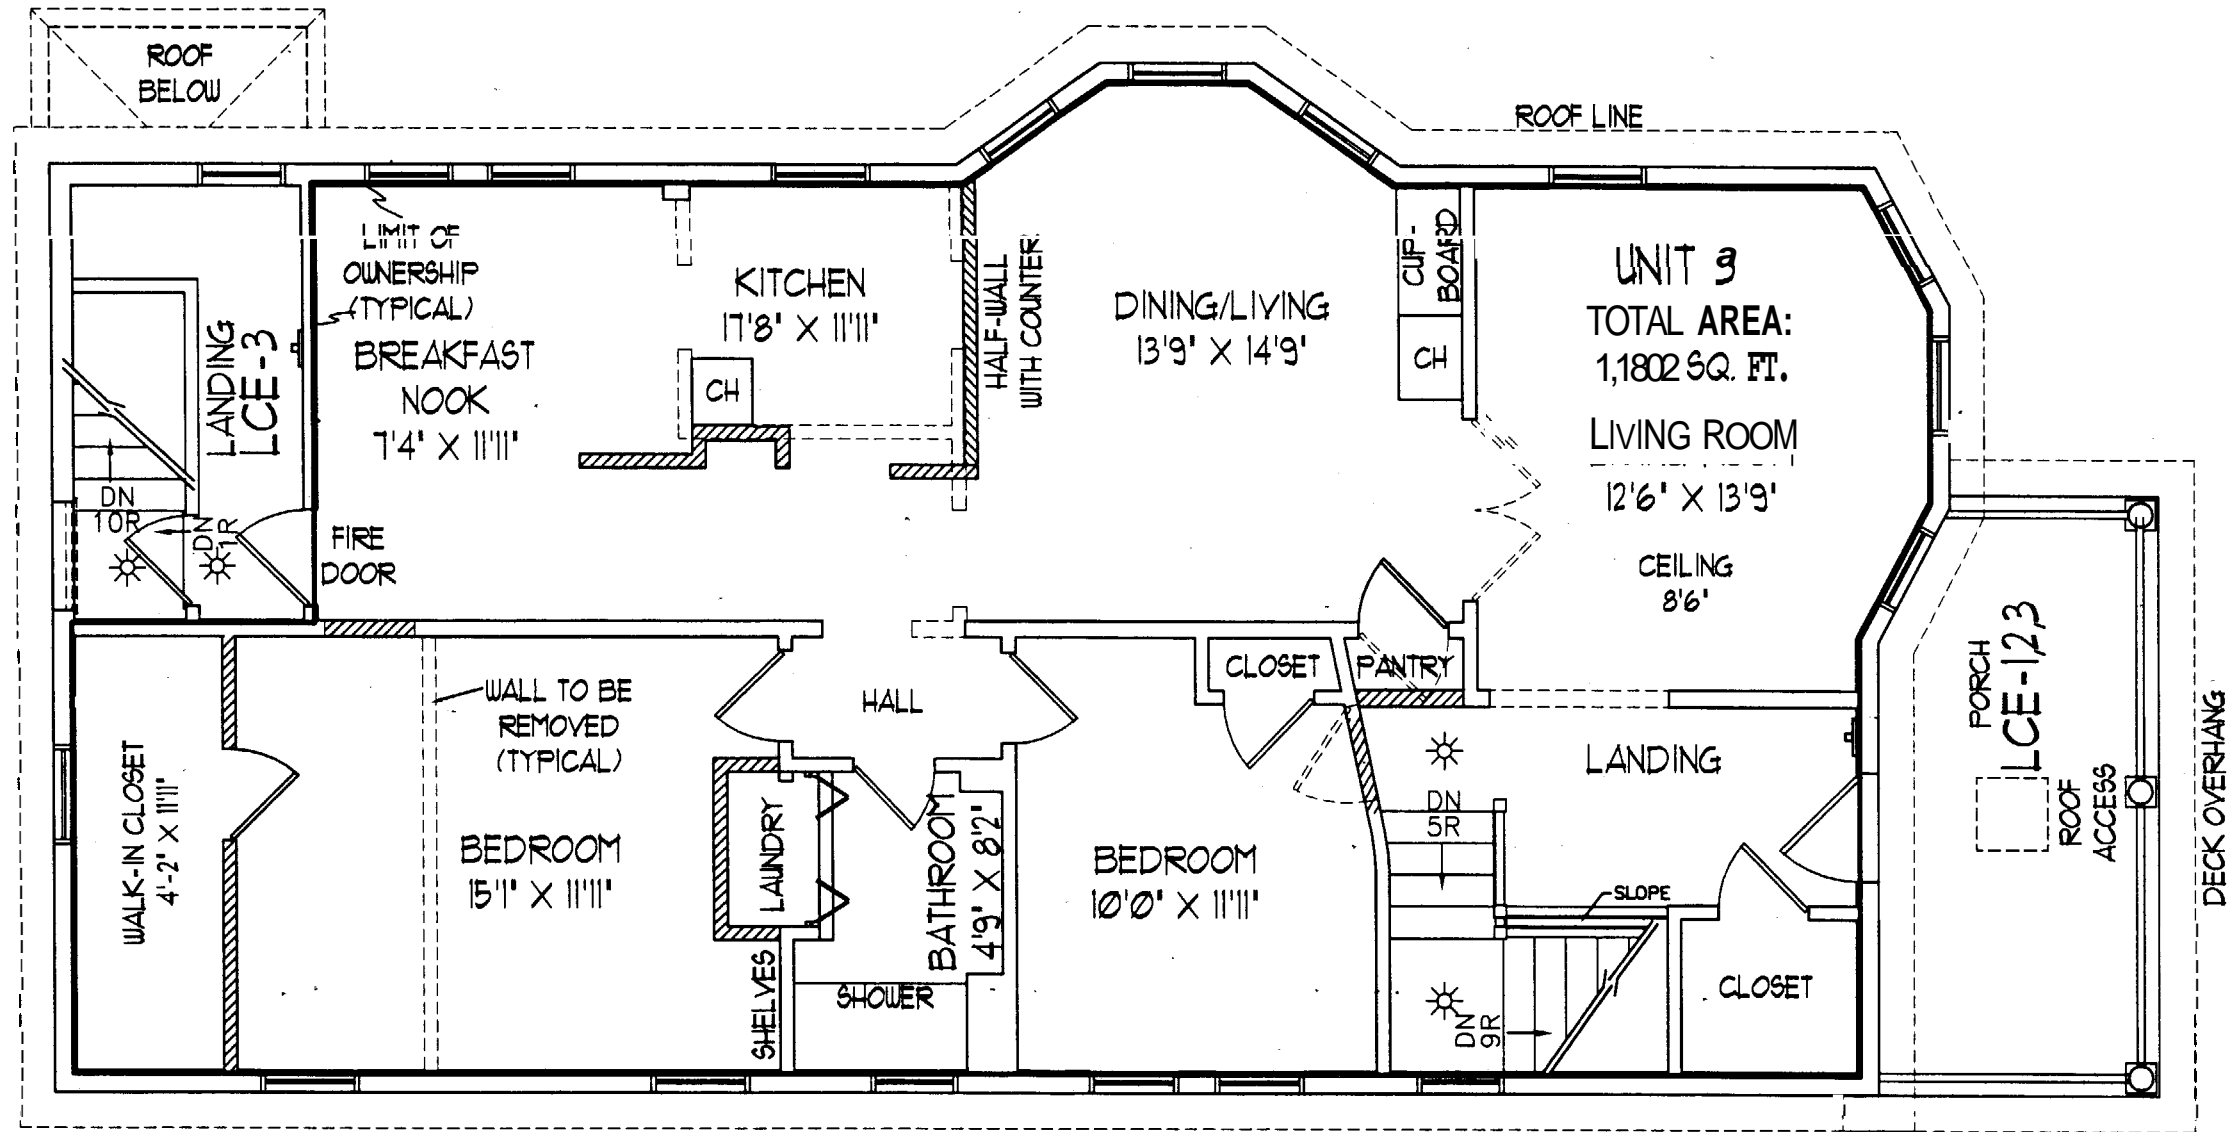 ROOF
BELOW
ROOF LINE
LIMIT OF
OWNERSHIP
(TYPICAL)
BREAKFAST
NOOK
7'4" X 11'11"
KITCHEN
17'8" X 11'11"
CH
HALF-WALL
WITH COUNTER
DINING/LIVING
13'9" X 14'9"
CUP-
BOARD
CH
UNIT 3
TOTAL AREA:
1,1802 SQ. FT.
LIVING ROOM
12'6" X 13'9"
CEILING
8'6"
LANDING
LCE-3
DN
10R
DN
1R
FIRE
DOOR
WALK-IN CLOSET
4'-2" X 11'11"
WALL TO BE
REMOVED
(TYPICAL)
BEDROOM
15'1" X 11'11"
HALL
LAUNDRY
SHELVES
BATHROOM
4'9" X 8'2"
SHOWER
BEDROOM
10'0" X 11'11"
CLOSET
PANTRY
LANDING
DN
5R
SLOPE
DN
9R
CLOSET
PORCH
LCE-1,2,3
ROOF
ACCESS
DECK OVERHANG